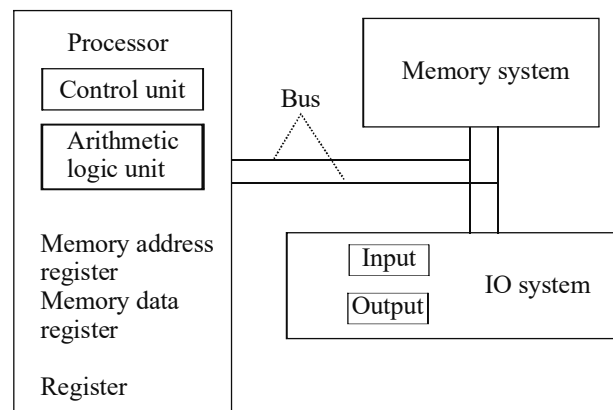 Processor
Control unit
Arithmetic
logic unit
Memory address
register
Memory data
register
Register
Bus
Memory system
Input
Output
IO system